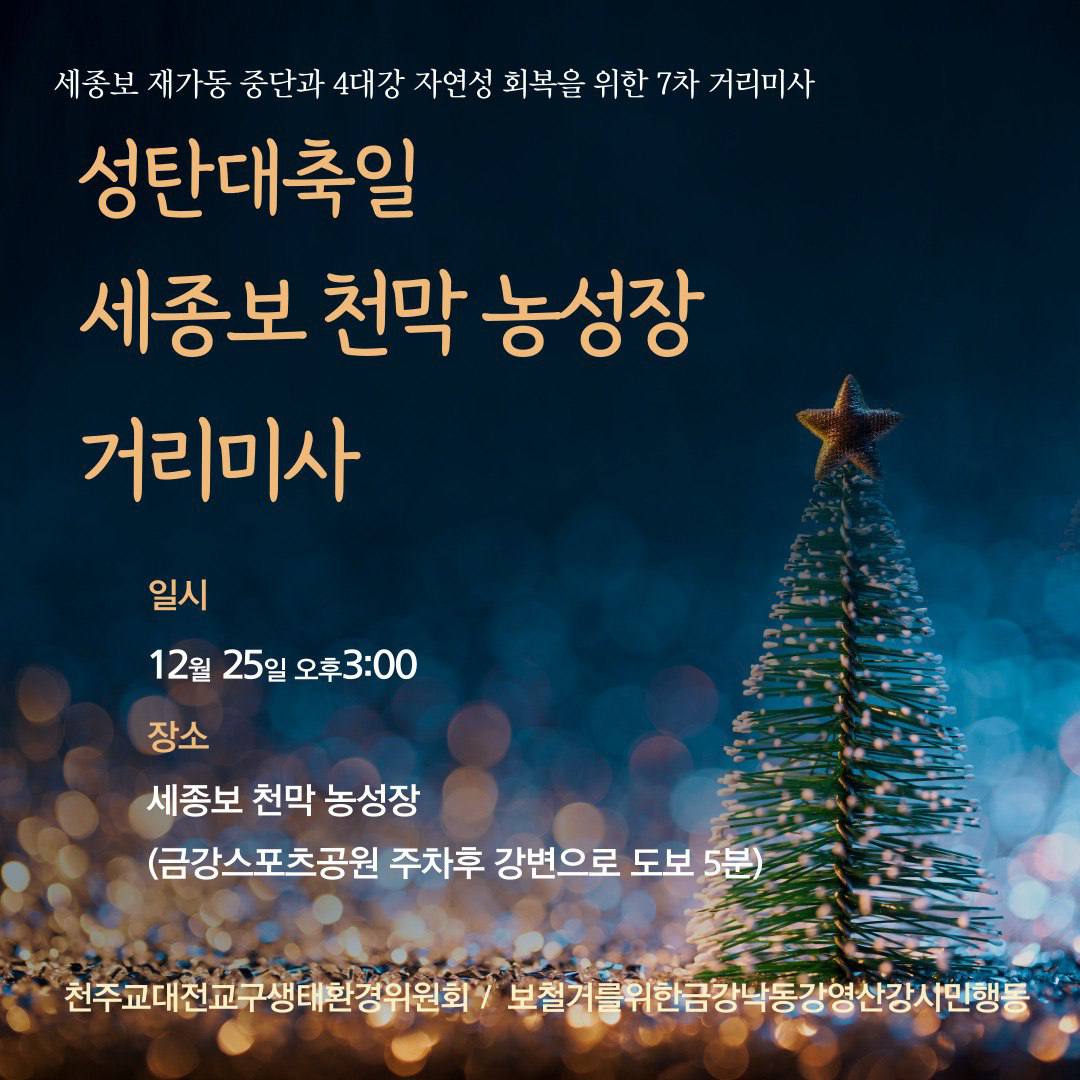 세종보 재가동 중단과 4대강 자연성 회복을 위한 7차 거리미사
성탄대축일
세종보 천막 농성장
거리미사
일시
12월 25일 오후3:00
장소
세종보 천막 농성장
(금강스포츠공원 주차후 강변으로 도보 5분)
천주교대전교구생태환경위원회 / 보철거를위한금강낙동강영산강시민행동